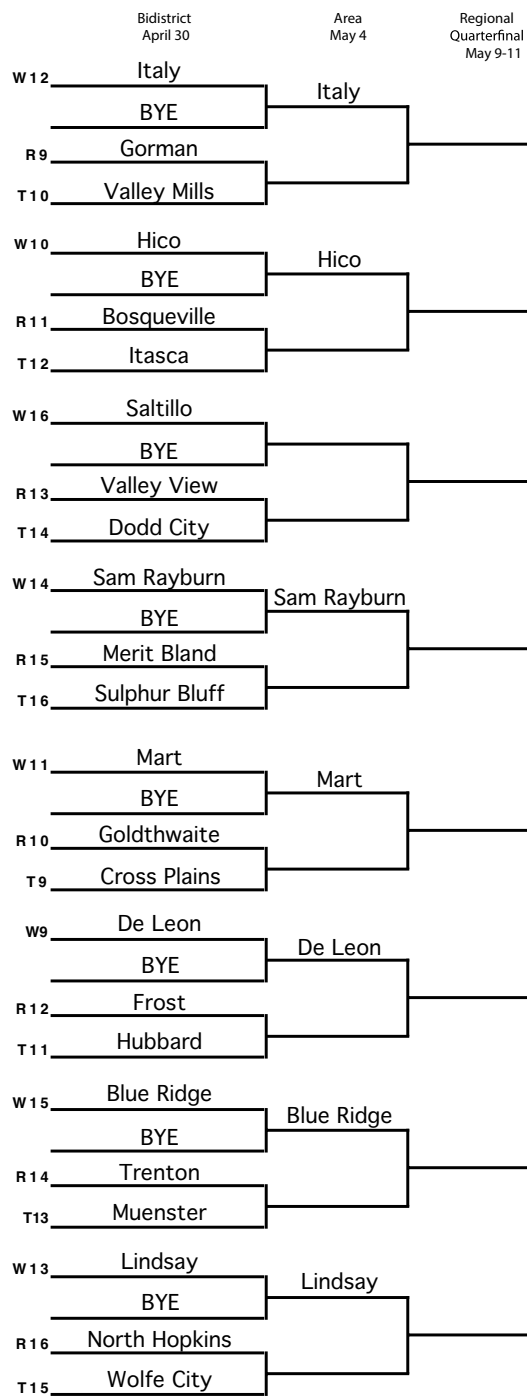 Bidistrict
April 30
Area
May 4
Regional
Quarterfinal
May 9-11
W12 Italy
BYE
Italy
R9 Gorman
T10 Valley Mills
W10 Hico
BYE
Hico
R11 Bosqueville
T12 Itasca
W16 Saltillo
BYE
R13 Valley View
T14 Dodd City
W14 Sam Rayburn
BYE
Sam Rayburn
R15 Merit Bland
T16 Sulphur Bluff
W11 Mart
BYE
Mart
R10 Goldthwaite
T9 Cross Plains
W9 De Leon
BYE
De Leon
R12 Frost
T11 Hubbard
W15 Blue Ridge
BYE
Blue Ridge
R14 Trenton
T13 Muenster
W13 Lindsay
BYE
Lindsay
R16 North Hopkins
T15 Wolfe City